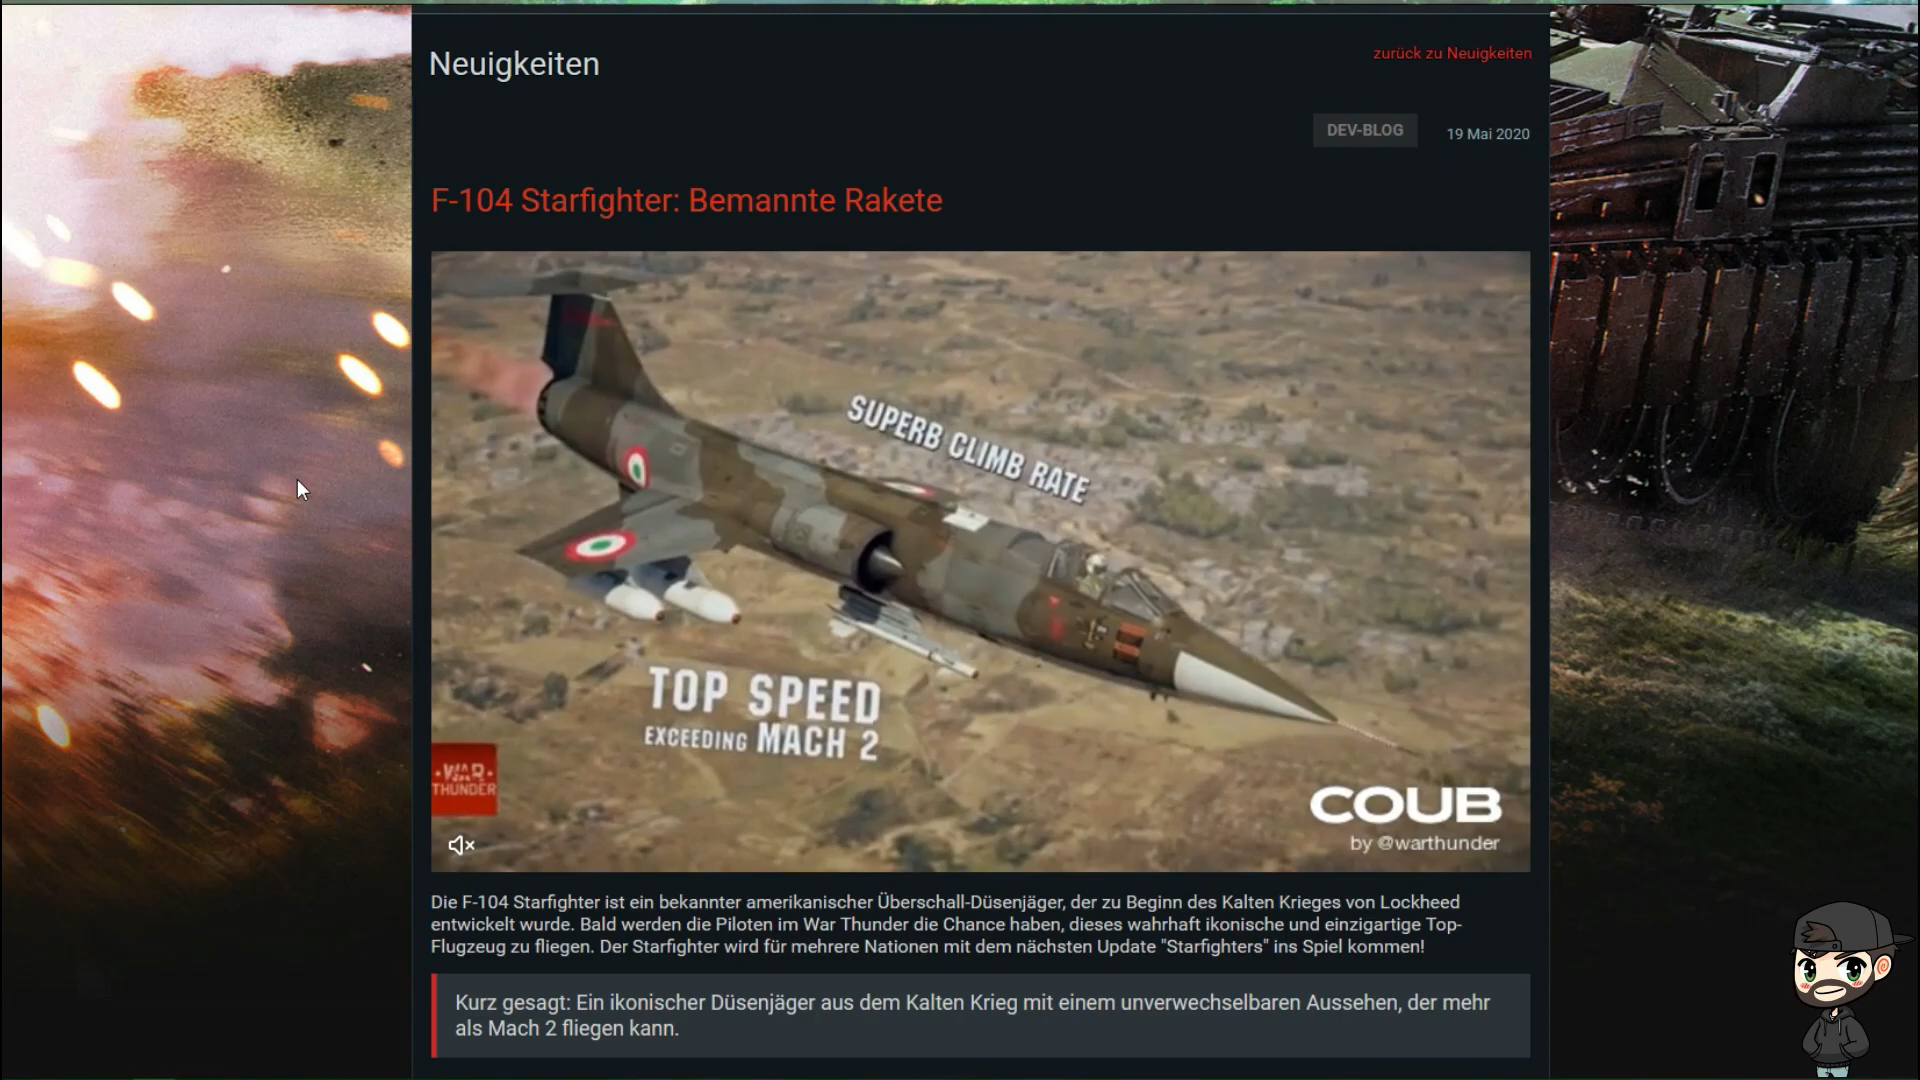 Neuigkeiten
zurück zu Neuigkeiten
DEV-BLOG
19 Mai 2020
F-104 Starfighter: Bemannte Rakete
SUPERB CLIMB RATE
TOP SPEED
EXCEEDING MACH 2
WAR
THUNDER
COUB
by @warthunder
Die F-104 Starfighter ist ein bekannter amerikanischer Überschall-Düsenjäger, der zu Beginn des Kalten Krieges von Lockheed
entwickelt wurde. Bald werden die Piloten im War Thunder die Chance haben, dieses wahrhaft ikonische und einzigartige Top-
Flugzeug zu fliegen. Der Starfighter wird für mehrere Nationen mit dem nächsten Update "Starfighters" ins Spiel kommen!
Kurz gesagt: Ein ikonischer Düsenjäger aus dem Kalten Krieg mit einem unverwechselbaren Aussehen, der mehr
als Mach 2 fliegen kann.